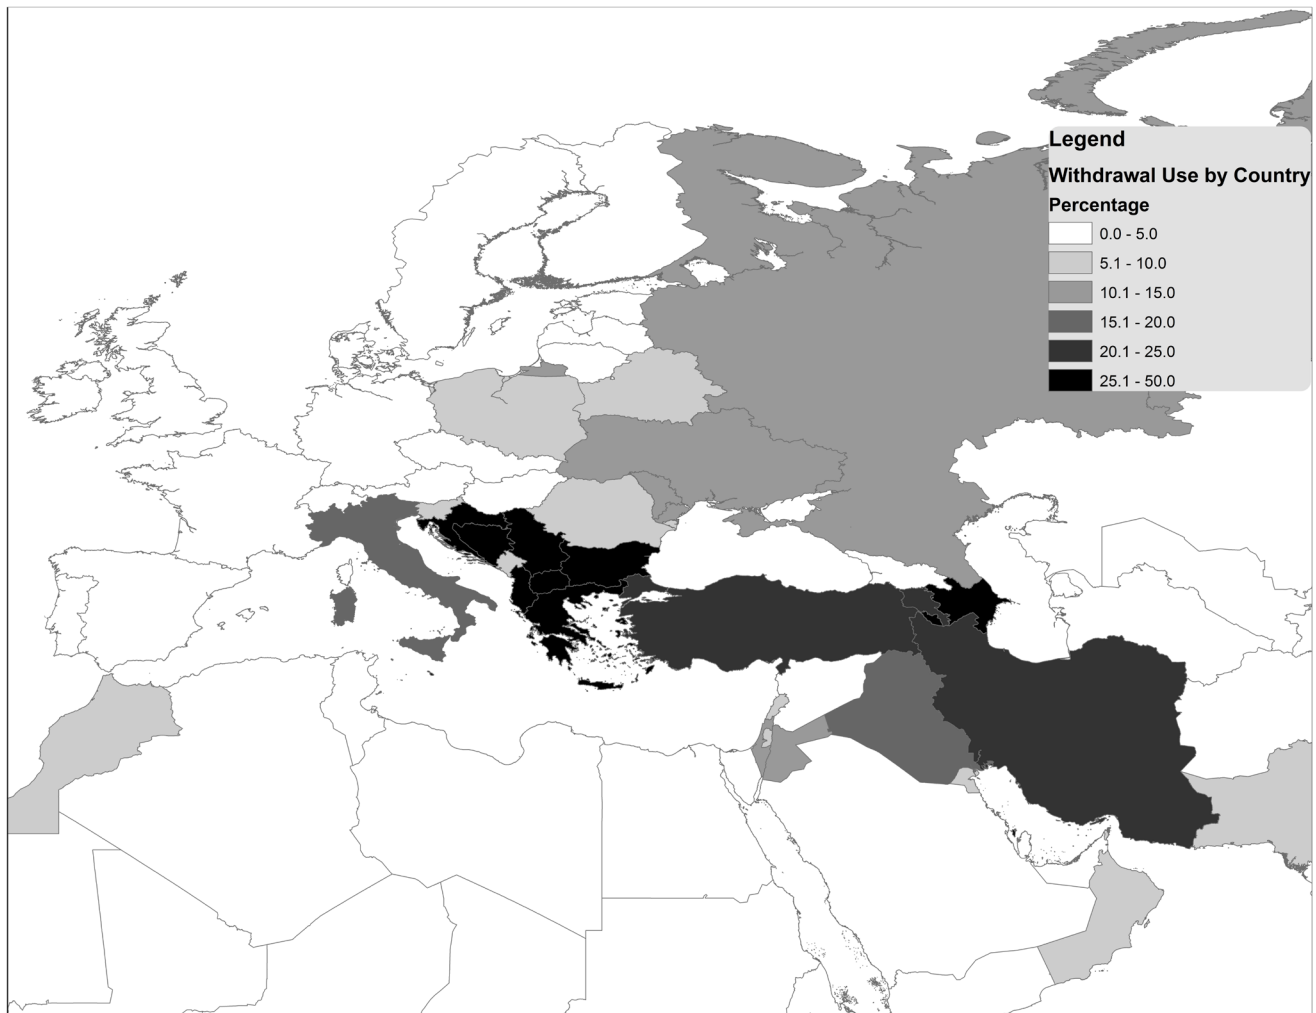 Legend
Withdrawal Use by Country
Percentage
0.0 - 5.0
5.1 - 10.0
10.1 - 15.0
15.1 - 20.0
20.1 - 25.0
25.1 - 50.0